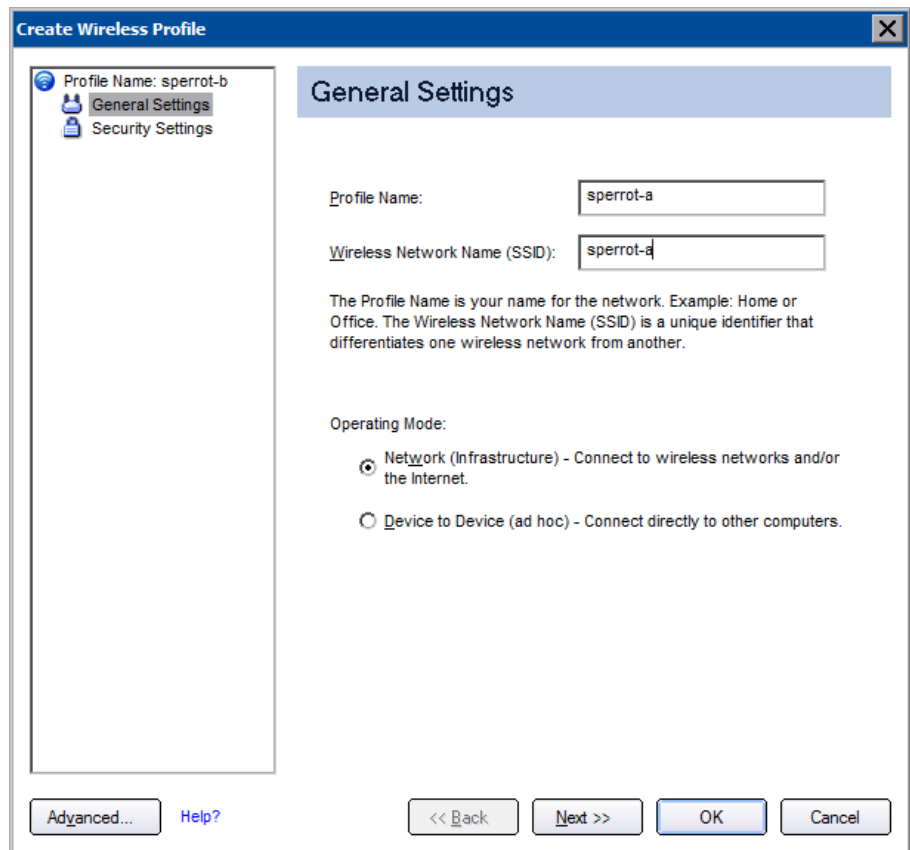 Create Wireless Profile
Profile Name: sperrot-b
General Settings
Security Settings
General Settings
Profile Name:
sperrot-a
Wireless Network Name (SSID):
sperrot-a
The Profile Name is your name for the network. Example: Home or
Office. The Wireless Network Name (SSID) is a unique identifier that
differentiates one wireless network from another.
Operating Mode:
Network (Infrastructure) - Connect to wireless networks and/or
the Internet.
Device to Device (ad hoc) - Connect directly to other computers.
Advanced...
Help?
<< Back
Next >>
OK
Cancel